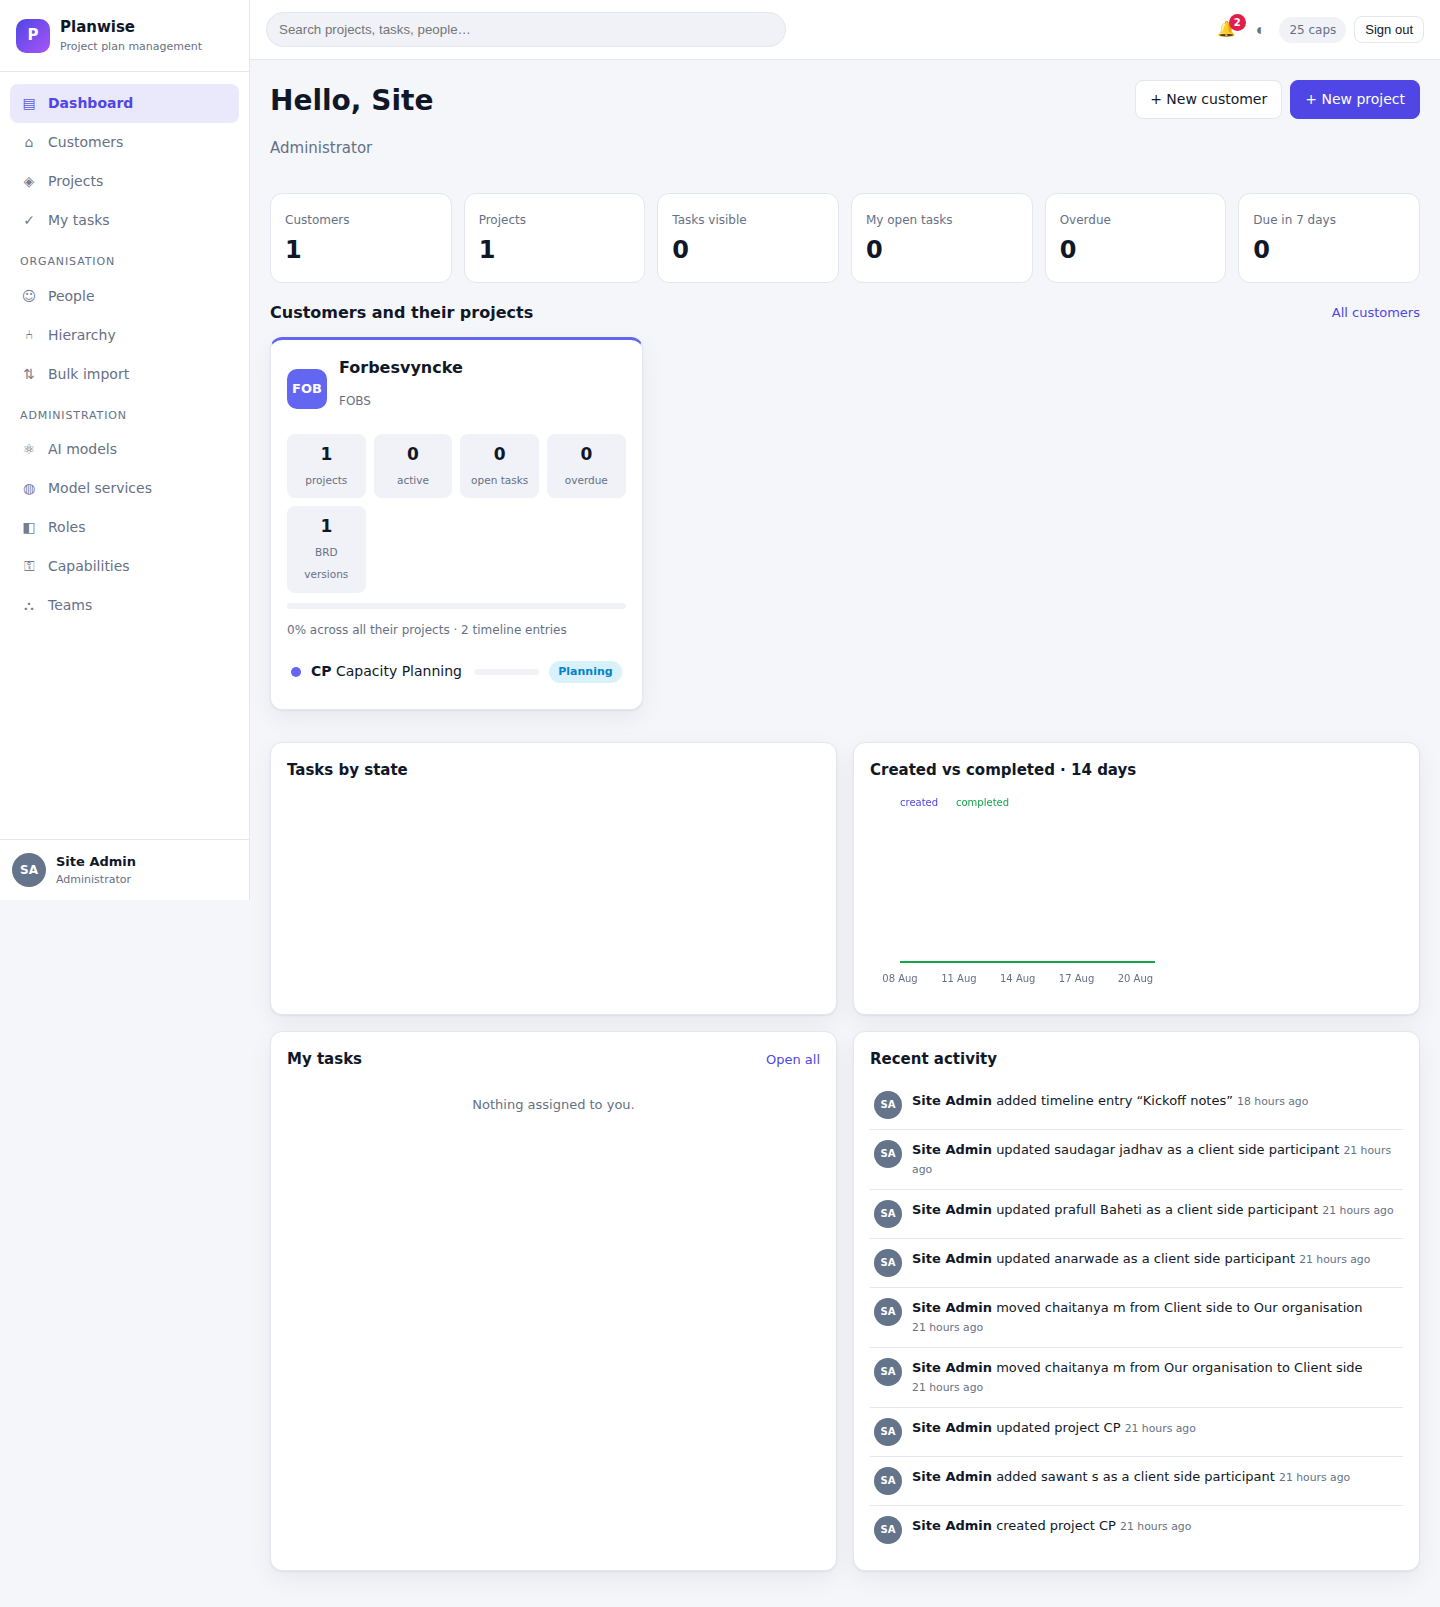 P
Planwise
Project plan management
Search projects, tasks, people…
2
25 caps
Sign out
Dashboard
Customers
Projects
My tasks
ORGANISATION
People
Hierarchy
Bulk import
ADMINISTRATION
AI models
Model services
Roles
Capabilities
Teams
SA
Site Admin
Administrator
Hello, Site
+ New customer
+ New project
Administrator
Customers
1
Projects
1
Tasks visible
0
My open tasks
0
Overdue
0
Due in 7 days
0
Customers and their projects
All customers
FOB
Forbesvyncke
FOBS
1
projects
0
active
0
open tasks
0
overdue
1
BRD
versions
0% across all their projects · 2 timeline entries
CP Capacity Planning
Planning
Tasks by state
Created vs completed · 14 days
created completed
08 Aug 11 Aug 14 Aug 17 Aug 20 Aug
My tasks
Open all
Nothing assigned to you.
Recent activity
SA
Site Admin added timeline entry “Kickoff notes” 18 hours ago
SA
Site Admin updated saudagar jadhav as a client side participant 21 hours
ago
SA
Site Admin updated prafull Baheti as a client side participant 21 hours ago
SA
Site Admin updated anarwade as a client side participant 21 hours ago
SA
Site Admin moved chaitanya m from Client side to Our organisation
21 hours ago
SA
Site Admin moved chaitanya m from Our organisation to Client side
21 hours ago
SA
Site Admin updated project CP 21 hours ago
SA
Site Admin added sawant s as a client side participant 21 hours ago
SA
Site Admin created project CP 21 hours ago